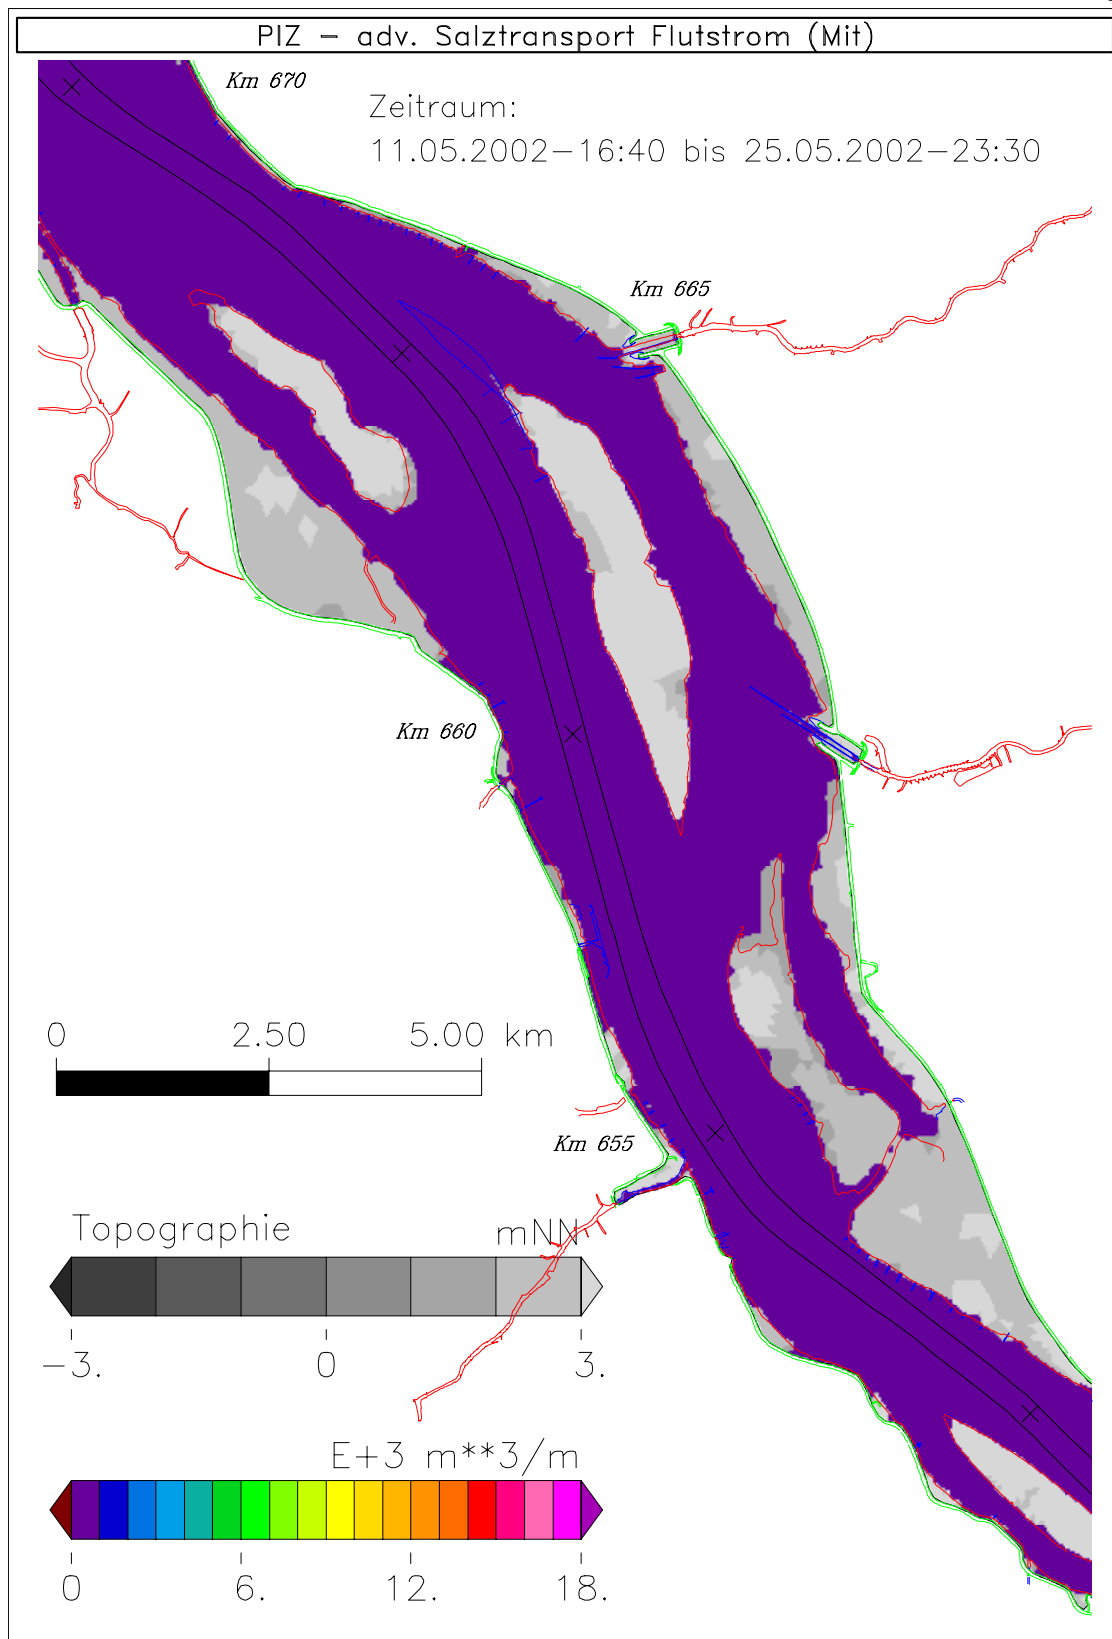 PIZ - adv. Salztransport Flutstrom (Mit)
Km 670
Zeitraum:
11.05.2002-16:40 bis 25.05.2002-23:30
Km 665
Km 660
0 2.50 5.00 km
Km 655
Topographie mNN
-3. 0 3.
E+3 m**3/m
0 6. 12. 18.